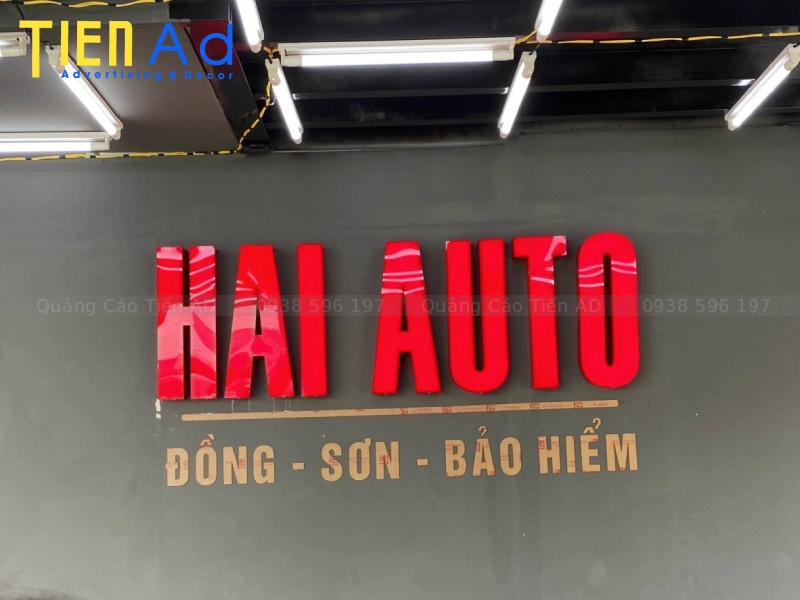 TIEN Ad
Advertising & Decor
HAI AUTO
Quảng Cáo Tiến AD 0938 596 197 Quảng Cáo Tiến AD 0938 596 197
ĐỒNG - SƠN - BẢO HIỂM